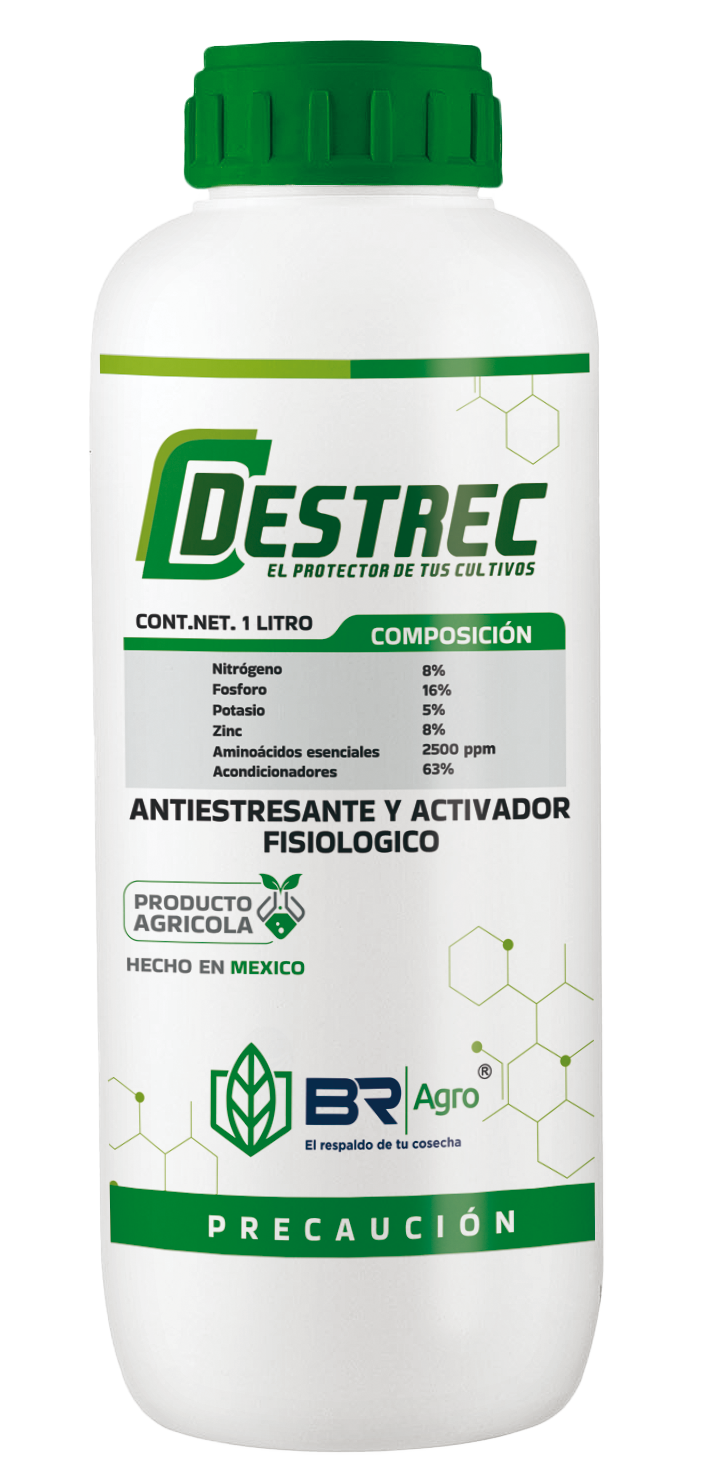 DESTREC
EL PROTECTOR DE TUS CULTIVOS
CONT.NET. 1 LITRO
COMPOSICIÓN
Nitrógeno 8%
Fosforo 16%
Potasio 5%
Zinc 8%
Aminoácidos esenciales 2500 ppm
Acondicionadores 63%
ANTIESTRESANTE Y ACTIVADOR
FISIOLOGICO
PRODUCTO
AGRICOLA
HECHO EN MEXICO
BR Agro ®
El respaldo de tu cosecha
PRECAUCIÓN